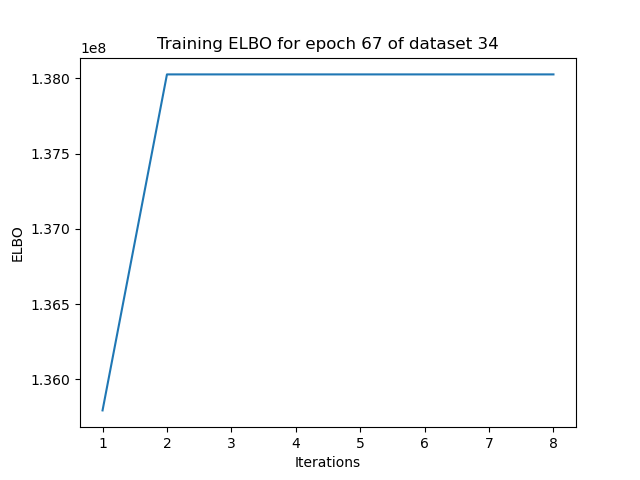 Training ELBO for epoch 67 of dataset 34
1e8
1.380
1.375
1.370
1.365
1.360
ELBO
1 2 3 4 5 6 7 8
Iterations